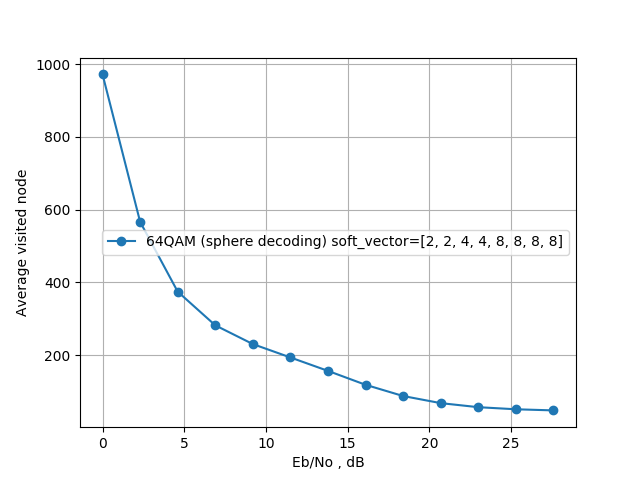 1000
800
600
400
200
Average visited node
64QAM (sphere decoding) soft_vector=[2, 2, 4, 4, 8, 8, 8, 8]
0 5 10 15 20 25
Eb/No , dB